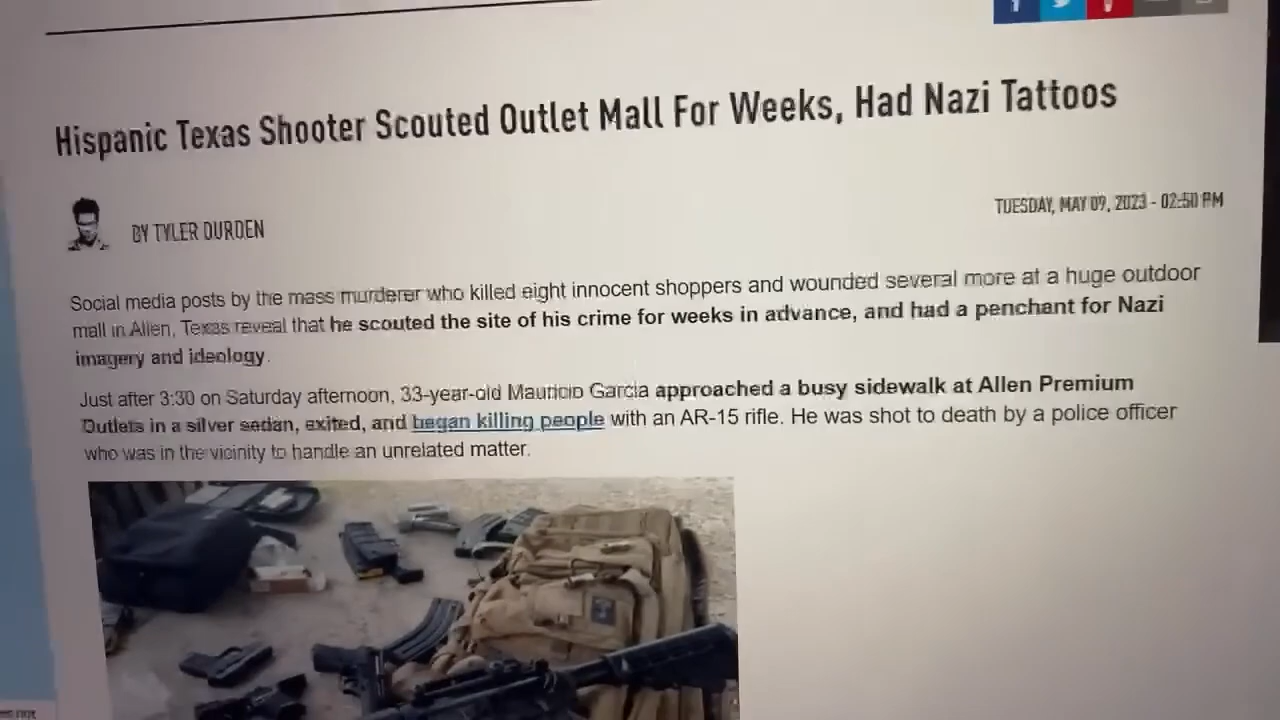 Hispanic Texas Shooter Scouted Outlet Mall For Weeks, Had Nazi Tattoos
BY TYLER DURDEN
TUESDAY, MAY 09, 2023 - 02:50 PM
Social media posts by the mass murderer who killed eight innocent shoppers and wounded several more at a huge outdoor
mall in Allen, Texas reveal that he scouted the site of his crime for weeks in advance, and had a penchant for Nazi
imagery and ideology.
Just after 3:30 on Saturday afternoon, 33-year-old Mauricio Garcia approached a busy sidewalk at Allen Premium
Outlets in a silver sedan, exited, and began killing people with an AR-15 rifle. He was shot to death by a police officer
who was in the vicinity to handle an unrelated matter.